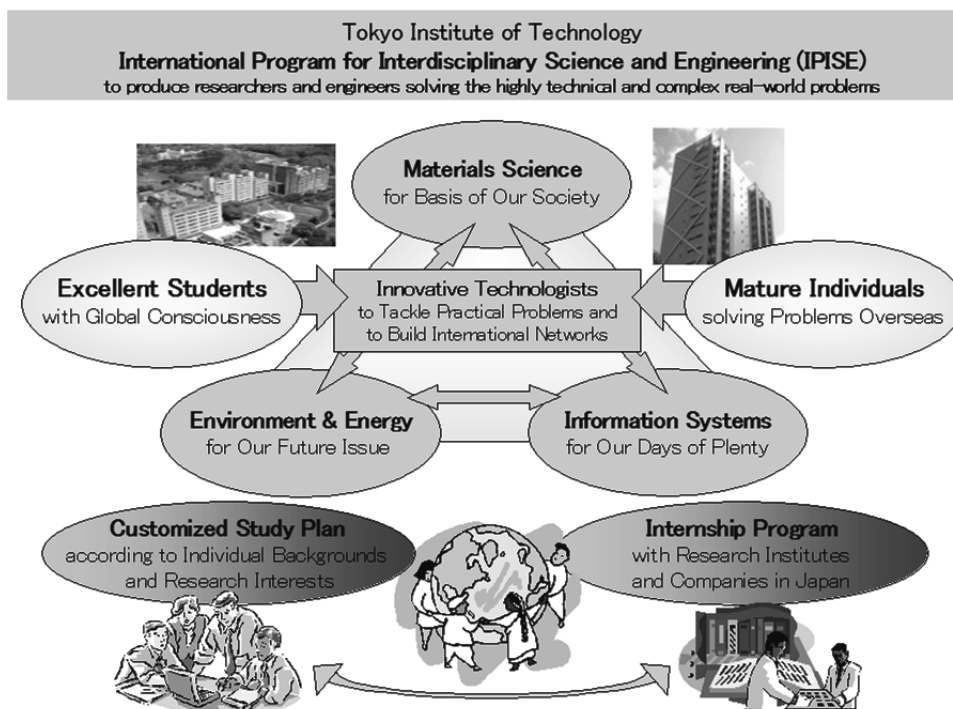 Tokyo Institute of Technology
International Program for Interdisciplinary Science and Engineering (IPISE)
to produce researchers and engineers solving the highly technical and complex real-world problems
Materials Science
for Basis of Our Society
Excellent Students
with Global Consciousness
Innovative Technologists
to Tackle Practical Problems and
to Build International Networks
Mature Individuals
solving Problems Overseas
Environment & Energy
for Our Future Issue
Information Systems
for Our Days of Plenty
Customized Study Plan
according to Individual Backgrounds
and Research Interests
Internship Program
with Research Institutes
and Companies in Japan